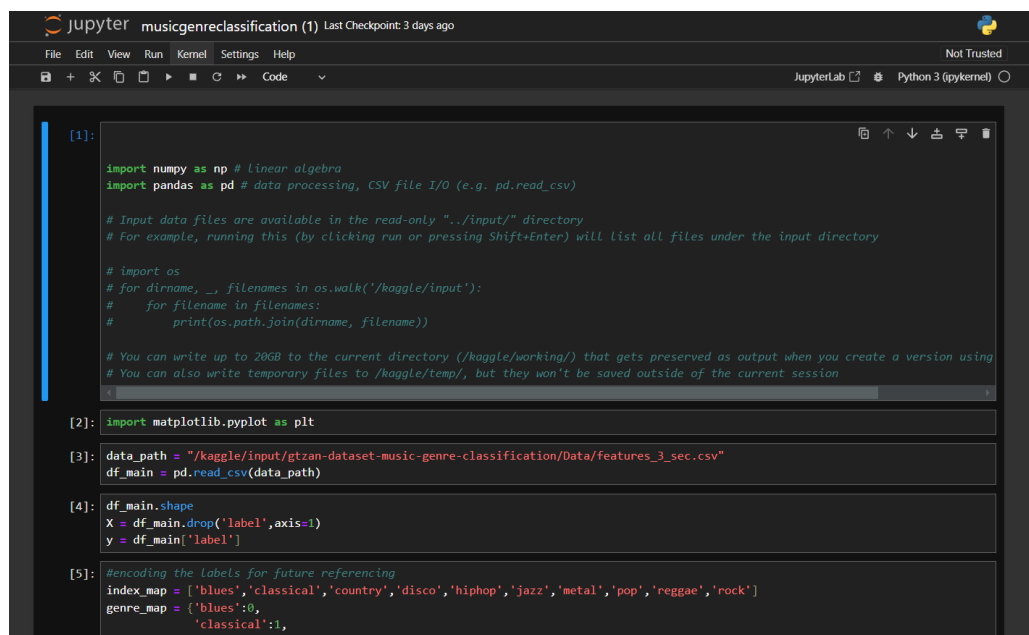 jupyter musicgenreclassification (1) Last Checkpoint: 3 days ago
File Edit View Run Kernel Settings Help Not Trusted
Code JupyterLab Python 3 (ipykernel)
[1]:
import numpy as np # linear algebra
import pandas as pd # data processing, CSV file I/O (e.g. pd.read_csv)
# Input data files are available in the read-only "../input/" directory
# For example, running this (by clicking run or pressing Shift+Enter) will list all files under the input directory
# import os
# for dirname, _, filenames in os.walk('/kaggle/input'):
#     for filename in filenames:
#         print(os.path.join(dirname, filename))
# You can write up to 20GB to the current directory (/kaggle/working/) that gets preserved as output when you create a version using
# You can also write temporary files to /kaggle/temp/, but they won't be saved outside of the current session
[2]: import matplotlib.pyplot as plt
[3]: data_path = "/kaggle/input/gtzan-dataset-music-genre-classification/Data/features_3_sec.csv"
df_main = pd.read_csv(data_path)
[4]: df_main.shape
X = df_main.drop('label',axis=1)
y = df_main['label']
[5]: #encoding the labels for future referencing
index_map = ['blues','classical','country','disco','hiphop','jazz','metal','pop','reggae','rock']
genre_map = {'blues':0,
'classical':1,